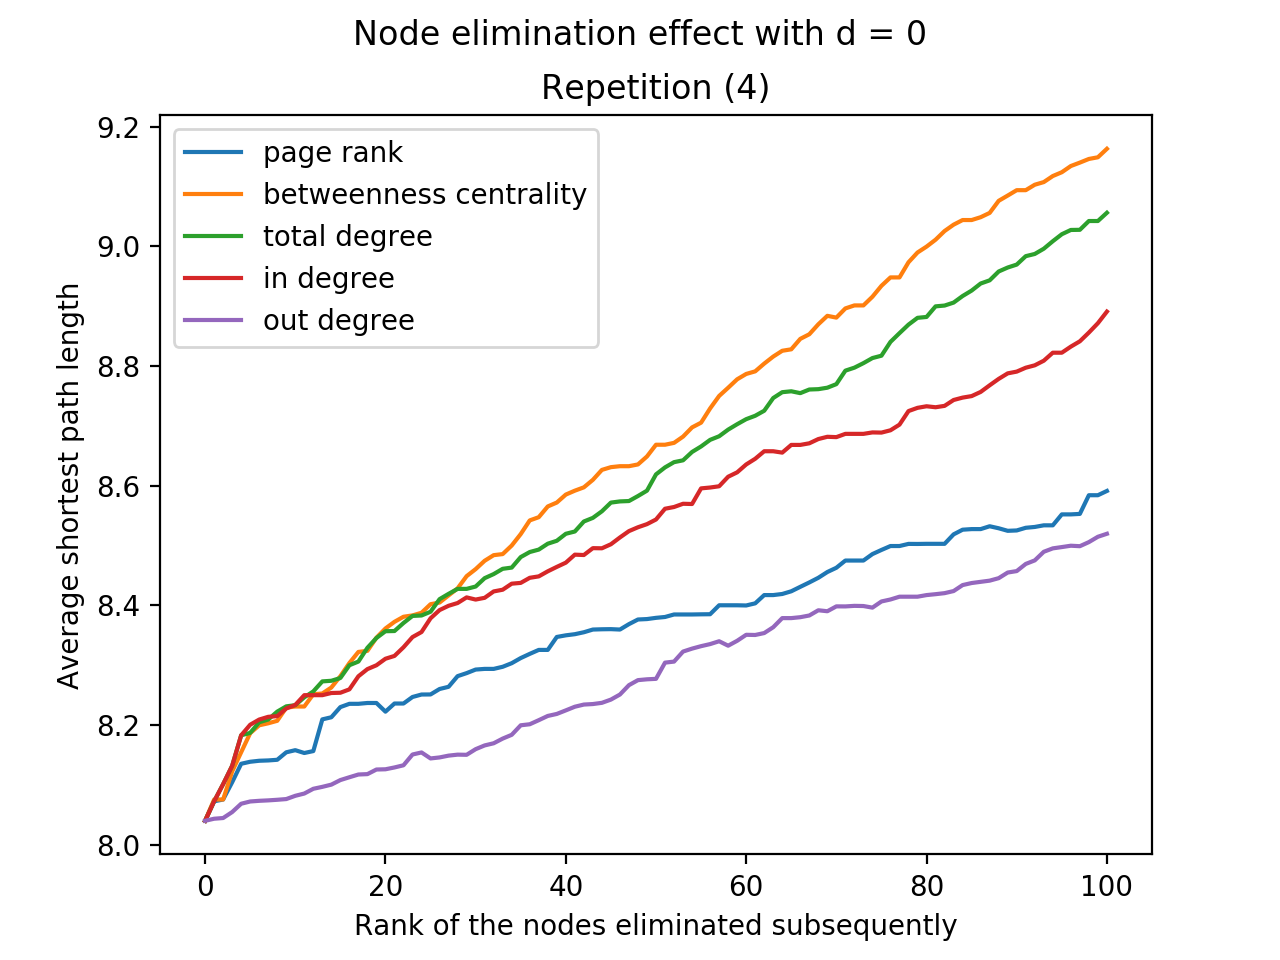 Node elimination effect with d = 0
Repetition (4)
9.2
9.0
8.8
8.6
8.4
8.2
8.0
Average shortest path length
page rank
betweenness centrality
total degree
in degree
out degree
0 20 40 60 80 100
Rank of the nodes eliminated subsequently